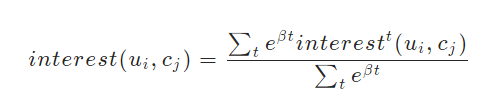 $interest(u_i, c_j) = \frac{\sum_t e^{\beta t} interest^t(u_i, c_j)}{\sum_t e^{\beta t}}$